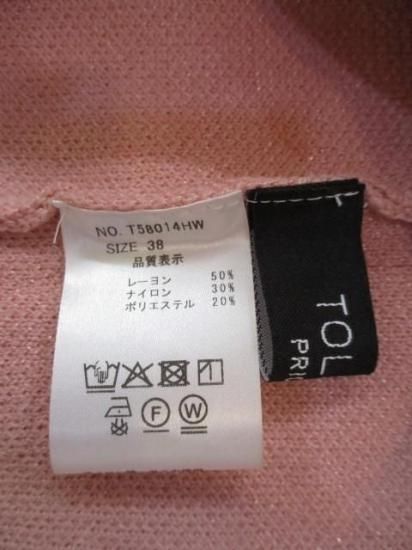 NO. T58014HW
SIZE 38
品質表示
レーヨン 50%
ナイロン 30%
ポリエステル 20%
F W
TOL
PRI